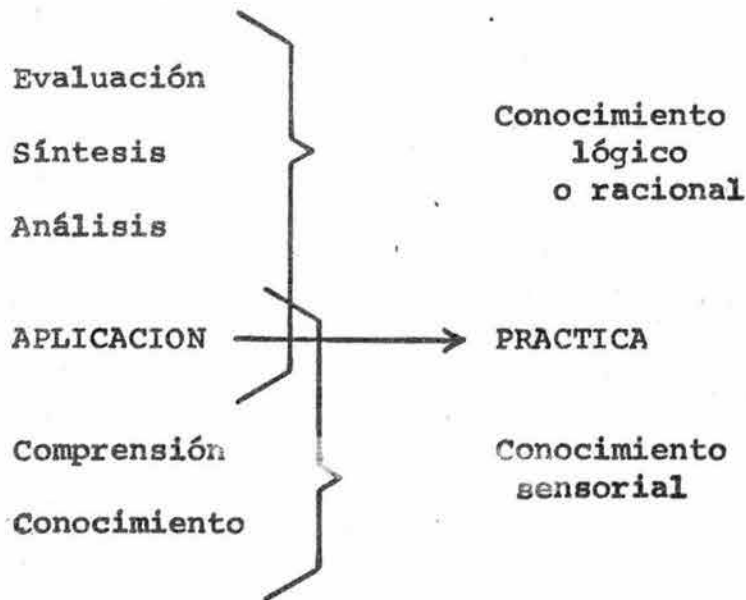 Evaluación
Síntesis
Análisis
APLICACION
Comprensión
Conocimiento
Conocimiento
lógico
o racional
PRACTICA
Conocimiento
sensorial